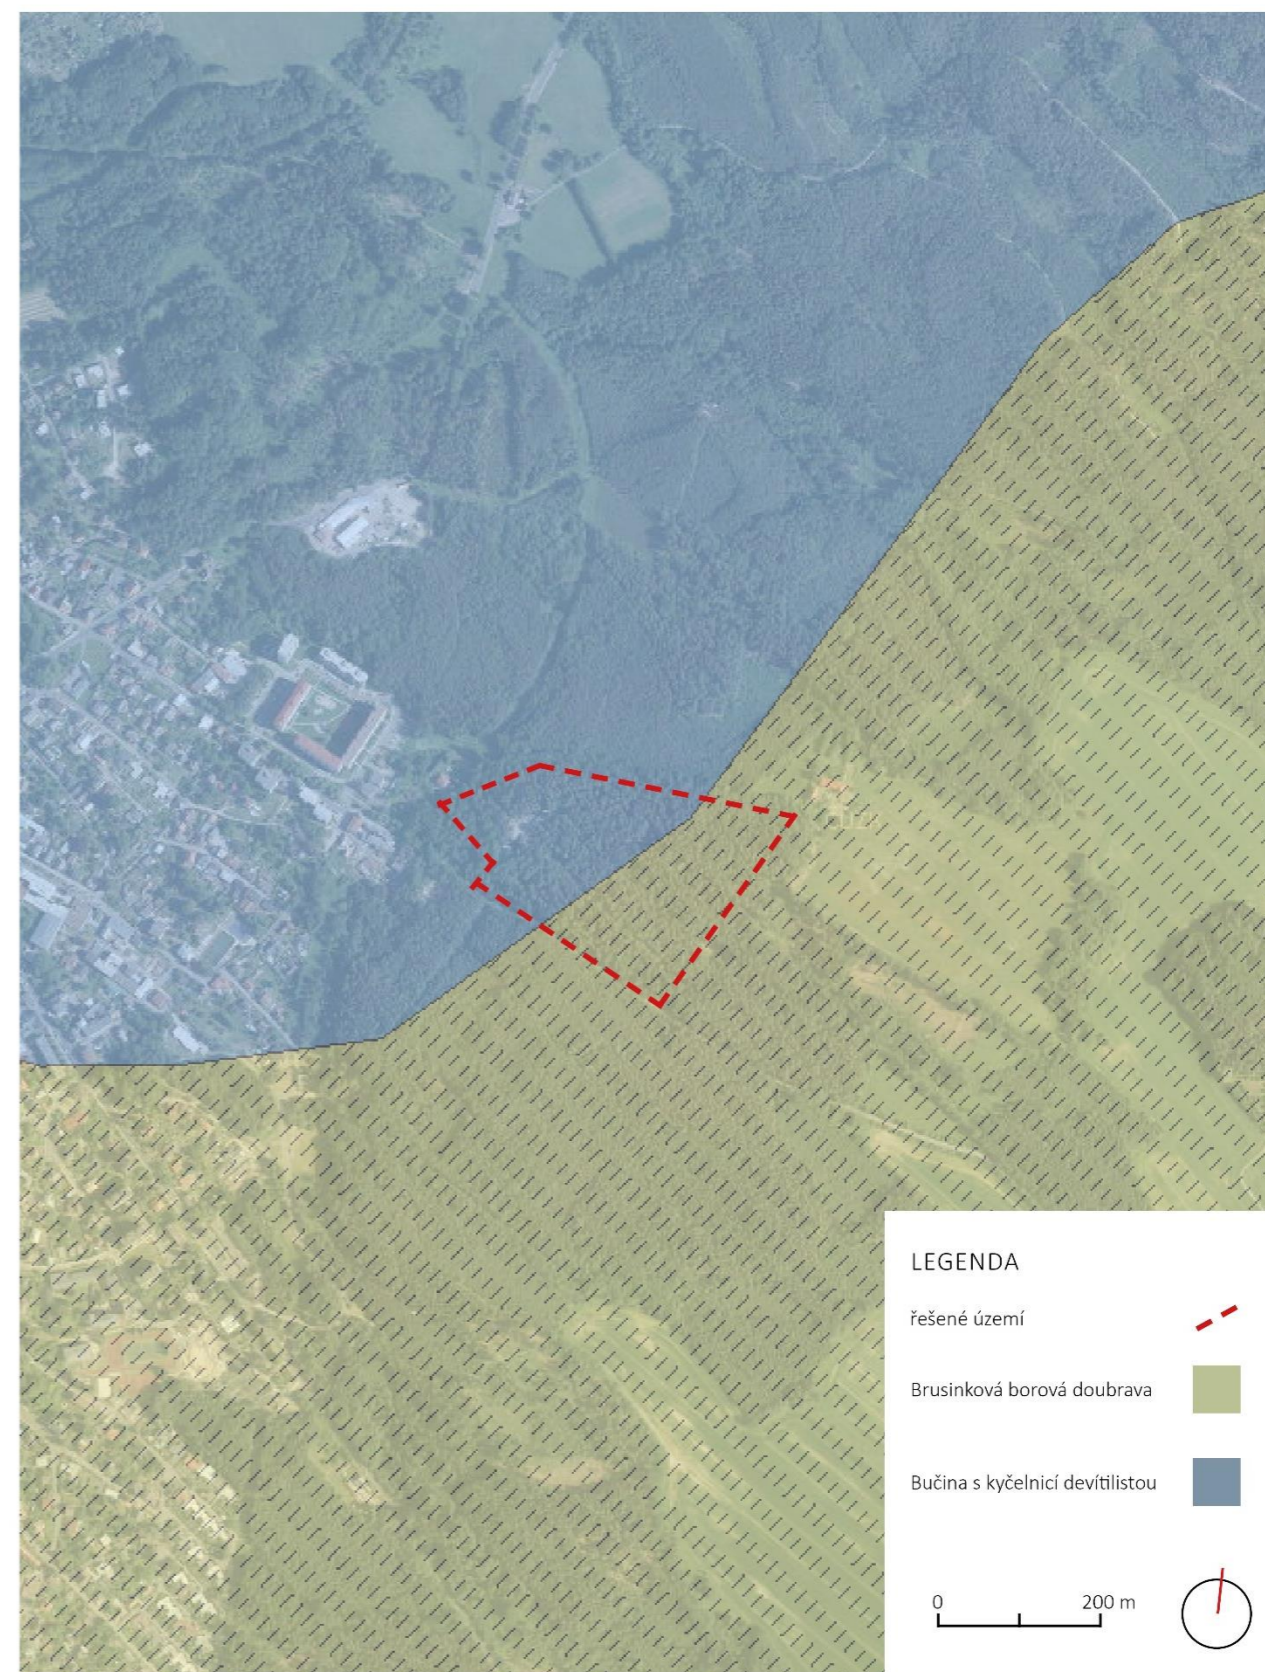 LEGENDA
řešené území
Brusinková borová doubrava
Bučina s kyčelnicí devítilistou
0 200 m